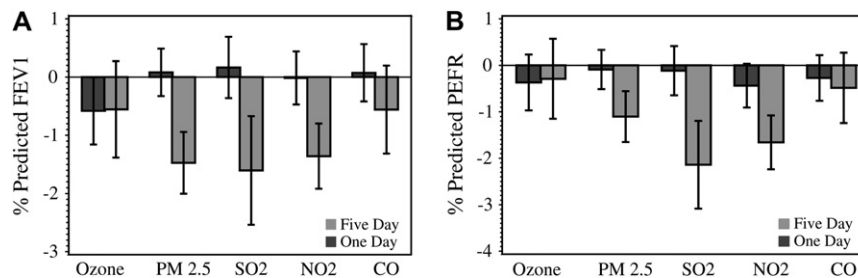 A
% Predicted FEV1
1
0
-1
-2
-3
Five Day
One Day
Ozone PM 2.5 SO2 NO2 CO
B
% Predicted PEFR
1
0
-1
-2
-3
-4
Five Day
One Day
Ozone PM 2.5 SO2 NO2 CO